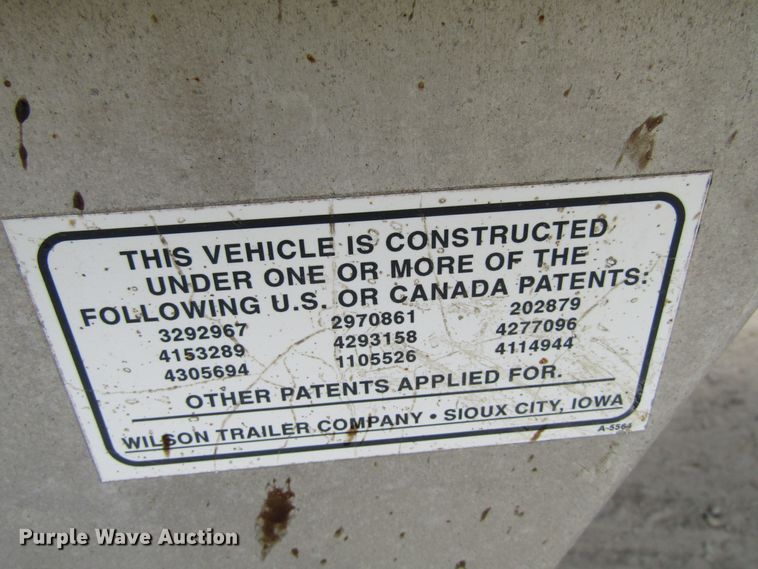 THIS VEHICLE IS CONSTRUCTED
UNDER ONE OR MORE OF THE
FOLLOWING U.S. OR CANADA PATENTS:
3292967 2970861 202879
4153289 4293158 4277096
4305694 1105526 4114944
OTHER PATENTS APPLIED FOR.
WILSON TRAILER COMPANY • SIOUX CITY, IOWA
A-5564
Purple Wave Auction